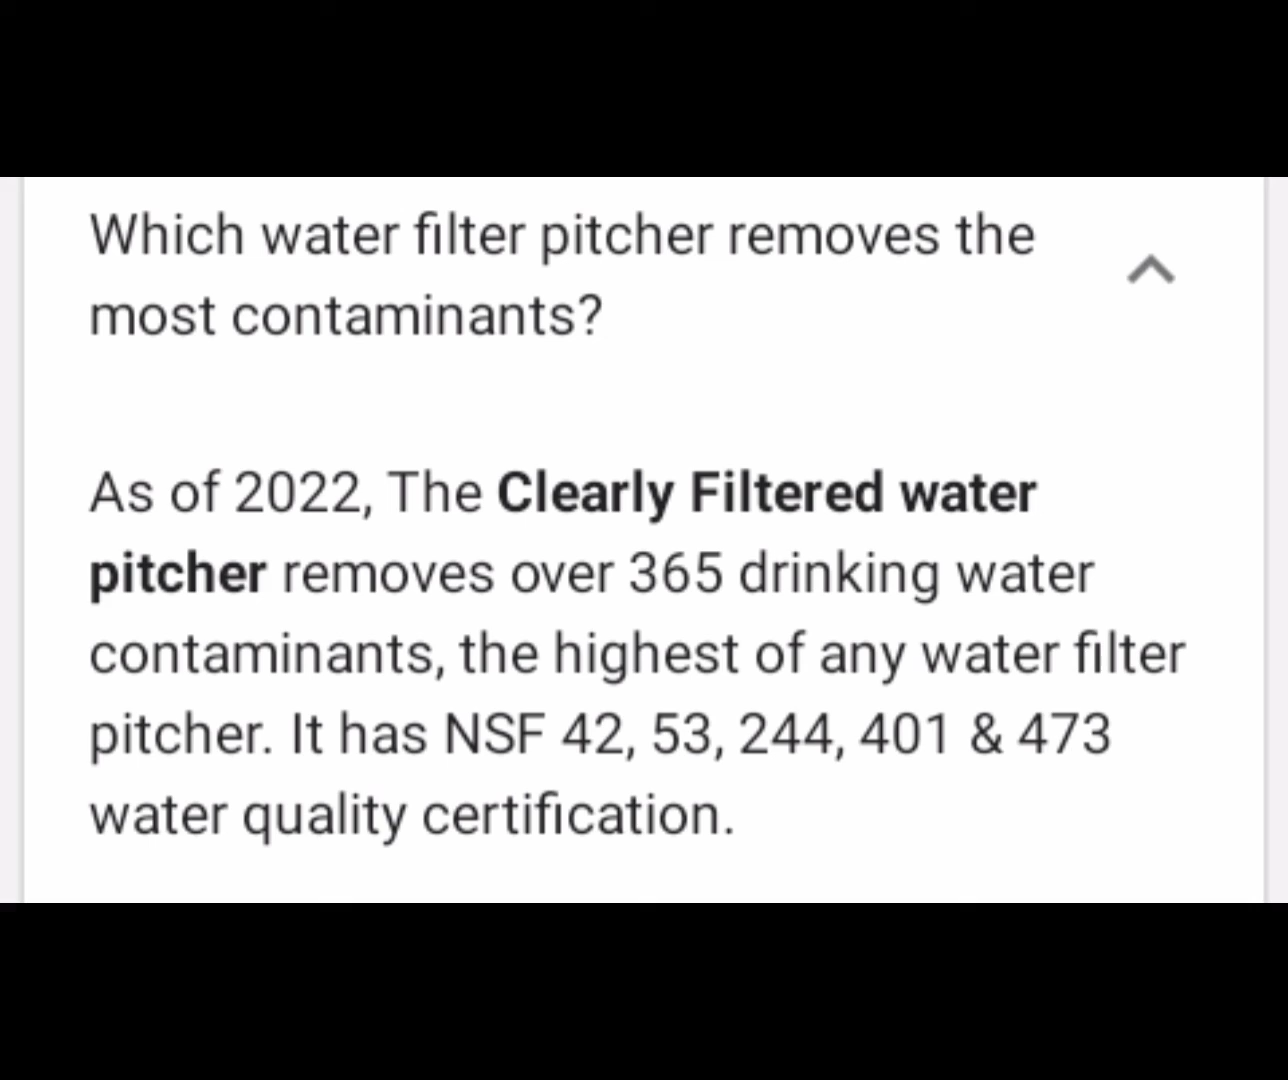 Which water filter pitcher removes the
most contaminants?
As of 2022, The Clearly Filtered water
pitcher removes over 365 drinking water
contaminants, the highest of any water filter
pitcher. It has NSF 42, 53, 244, 401 & 473
water quality certification.